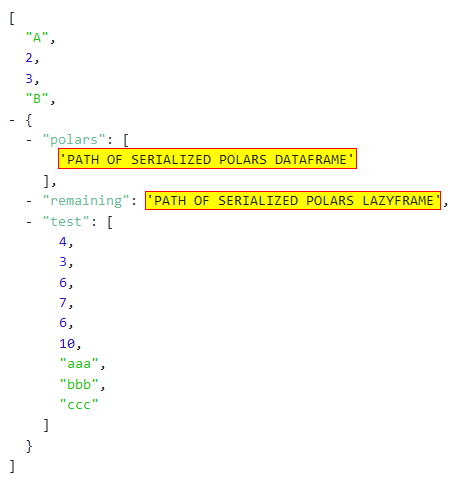 [
"A",
2,
3,
"B",
- {
- "polars": [
'PATH OF SERIALIZED POLARS DATAFRAME'
],
- "remaining": 'PATH OF SERIALIZED POLARS LAZYFRAME',
- "test": [
4,
3,
6,
7,
6,
10,
"aaa",
"bbb",
"ccc"
]
}
]